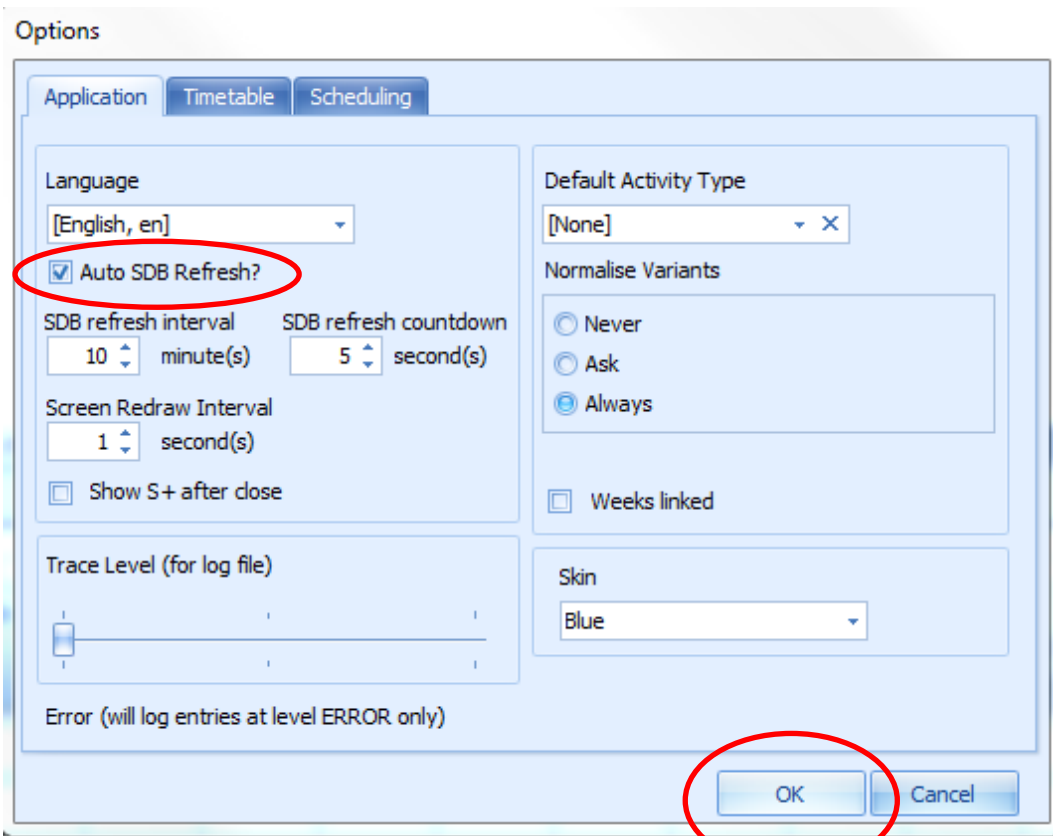 Options
Application Timetable Scheduling
Language
[English, en]
Auto SDB Refresh?
SDB refresh interval SDB refresh countdown
10 minute(s) 5 second(s)
Screen Redraw Interval
1 second(s)
Show S+ after close
Default Activity Type
[None]
Normalise Variants
Never
Ask
Always
Weeks linked
Trace Level (for log file)
Error (will log entries at level ERROR only)
Skin
Blue
OK Cancel